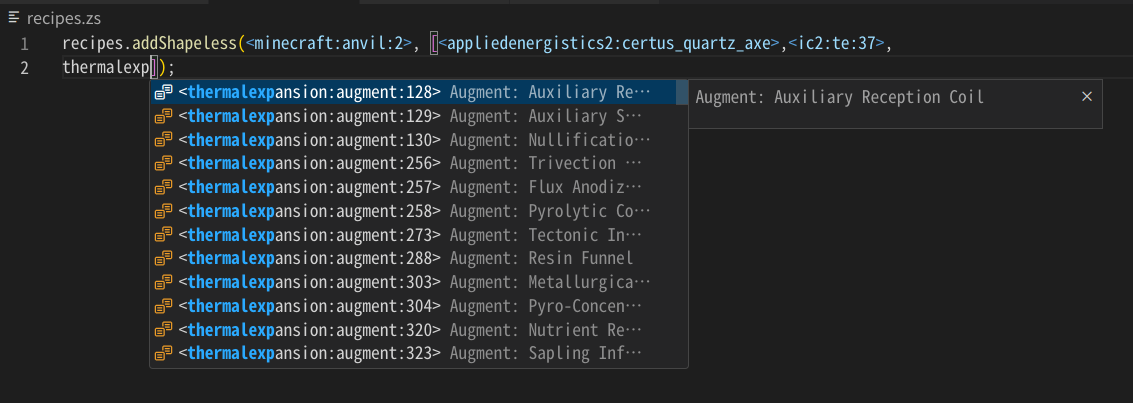 recipes.zs
1 recipes.addShapeless(<minecraft:anvil:2>, [<appliedenergistics2:certus_quartz_axe>,<ic2:te:37>,
2 thermalexp]);
<thermalexpansion:augment:128> Augment: Auxiliary Re…
Augment: Auxiliary Reception Coil
<thermalexpansion:augment:129> Augment: Auxiliary S…
<thermalexpansion:augment:130> Augment: Nullificatio…
<thermalexpansion:augment:256> Augment: Trivection …
<thermalexpansion:augment:257> Augment: Flux Anodiz…
<thermalexpansion:augment:258> Augment: Pyrolytic Co…
<thermalexpansion:augment:273> Augment: Tectonic In…
<thermalexpansion:augment:288> Augment: Resin Funnel
<thermalexpansion:augment:303> Augment: Metallurgica…
<thermalexpansion:augment:304> Augment: Pyro-Concen…
<thermalexpansion:augment:320> Augment: Nutrient Re…
<thermalexpansion:augment:323> Augment: Sapling Inf…